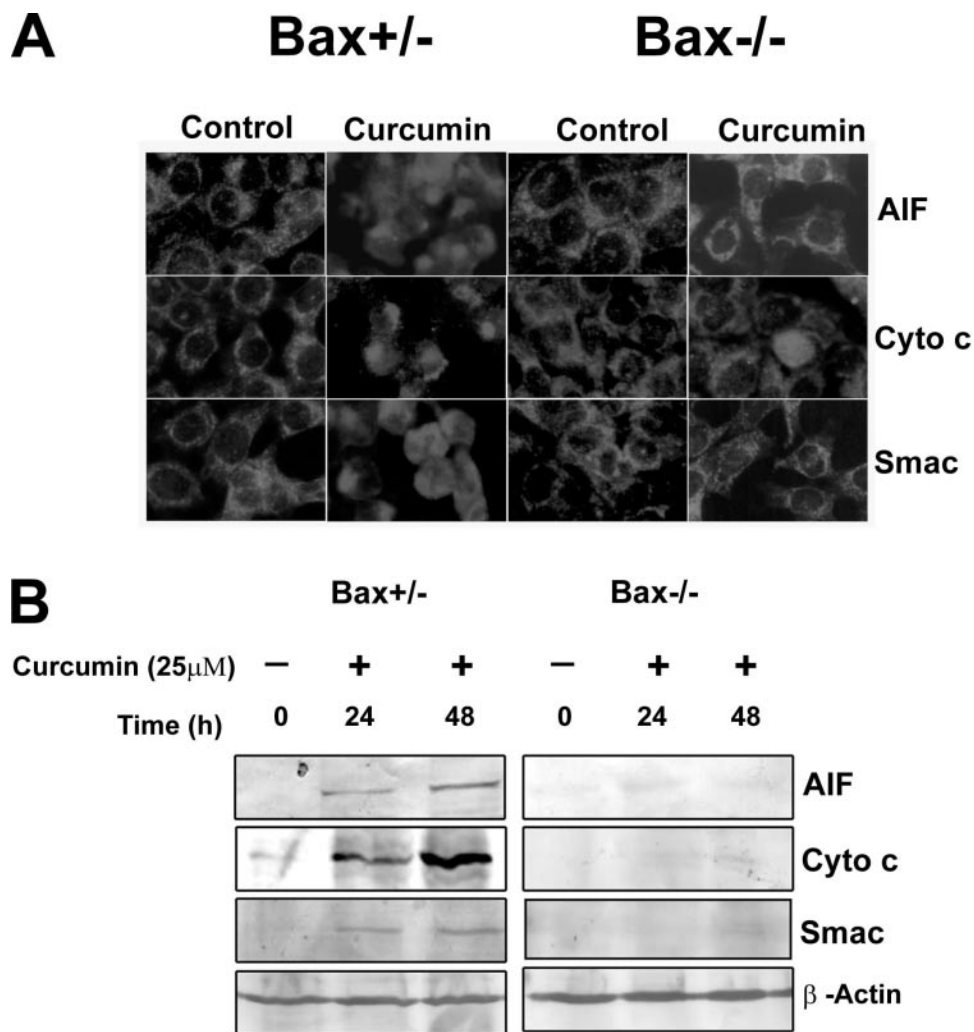 A
Bax+/- Bax-/-
Control Curcumin Control Curcumin
AIF
Cyto c
Smac
B
Bax+/- Bax-/-
Curcumin (25μM) − + + − + +
Time (h) 0 24 48 0 24 48
AIF
Cyto c
Smac
β -Actin